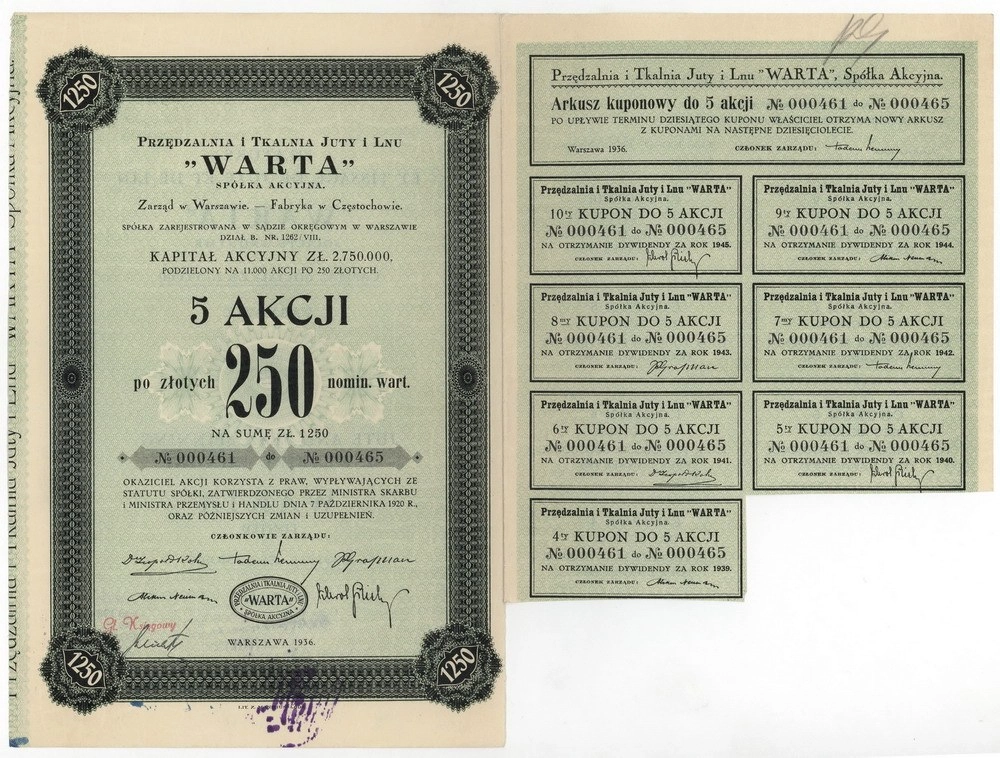 1250
1250
PRZĘDZALNIA I TKALNIA JUTY I LNU
"WARTA"
SPÓŁKA AKCYJNA.
Zarząd w Warszawie. — Fabryka w Częstochowie.
SPÓŁKA ZAREJESTROWANA W SĄDZIE OKRĘGOWYM W WARSZAWIE
DZIAŁ B. NR. 1262/VIII.
KAPITAŁ AKCYJNY ZŁ. 2.750.000,
PODZIELONY NA 11.000 AKCJI PO 250 ZŁOTYCH.
5 AKCJI
po złotych 250 nomin. wart.
NA SUMĘ ZŁ. 1250
№ 000461 do № 000465
OKAZICIEL AKCJI KORZYSTA Z PRAW, WYPŁYWAJĄCYCH ZE
STATUTU SPÓŁKI, ZATWIERDZONEGO PRZEZ MINISTRA SKARBU
I MINISTRA PRZEMYSŁU I HANDLU DNIA 7 PAŹDZIERNIKA 1920 R.,
ORAZ PÓŹNIEJSZYCH ZMIAN I UZUPEŁNIEŃ.
CZŁONKOWIE ZARZĄDU:
PRZĘDZALNIA I TKALNIA JUTY I LNU
"WARTA"
SPÓŁKA AKCYJNA
Gł. Księgowy
WARSZAWA 1936.
1250
1250
Przędzalnia i Tkalnia Juty i Lnu "WARTA", Spółka Akcyjna.
Arkusz kuponowy do 5 akcji № 000461 do № 000465
PO UPŁYWIE TERMINU DZIESIĄTEGO KUPONU WŁAŚCICIEL OTRZYMA NOWY ARKUSZ
Z KUPONAMI NA NASTĘPNE DZIESIĘCIOLECIE.
Warszawa 1936. CZŁONEK ZARZĄDU:
Przędzalnia i Tkalnia Juty i Lnu "WARTA"
Spółka Akcyjna.
10ty KUPON DO 5 AKCJI
№ 000461 do № 000465
NA OTRZYMANIE DYWIDENDY ZA ROK 1945.
CZŁONEK ZARZĄDU:
Przędzalnia i Tkalnia Juty i Lnu "WARTA"
Spółka Akcyjna.
9ty KUPON DO 5 AKCJI
№ 000461 do № 000465
NA OTRZYMANIE DYWIDENDY ZA ROK 1944.
CZŁONEK ZARZĄDU:
Przędzalnia i Tkalnia Juty i Lnu "WARTA"
Spółka Akcyjna.
8my KUPON DO 5 AKCJI
№ 000461 do № 000465
NA OTRZYMANIE DYWIDENDY ZA ROK 1943.
CZŁONEK ZARZĄDU:
Przędzalnia i Tkalnia Juty i Lnu "WARTA"
Spółka Akcyjna.
7my KUPON DO 5 AKCJI
№ 000461 do № 000465
NA OTRZYMANIE DYWIDENDY ZA ROK 1942.
CZŁONEK ZARZĄDU:
Przędzalnia i Tkalnia Juty i Lnu "WARTA"
Spółka Akcyjna.
6ty KUPON DO 5 AKCJI
№ 000461 do № 000465
NA OTRZYMANIE DYWIDENDY ZA ROK 1941.
CZŁONEK ZARZĄDU:
Przędzalnia i Tkalnia Juty i Lnu "WARTA"
Spółka Akcyjna.
5ty KUPON DO 5 AKCJI
№ 000461 do № 000465
NA OTRZYMANIE DYWIDENDY ZA ROK 1940.
CZŁONEK ZARZĄDU:
Przędzalnia i Tkalnia Juty i Lnu "WARTA"
Spółka Akcyjna.
4ty KUPON DO 5 AKCJI
№ 000461 do № 000465
NA OTRZYMANIE DYWIDENDY ZA ROK 1939.
CZŁONEK ZARZĄDU: